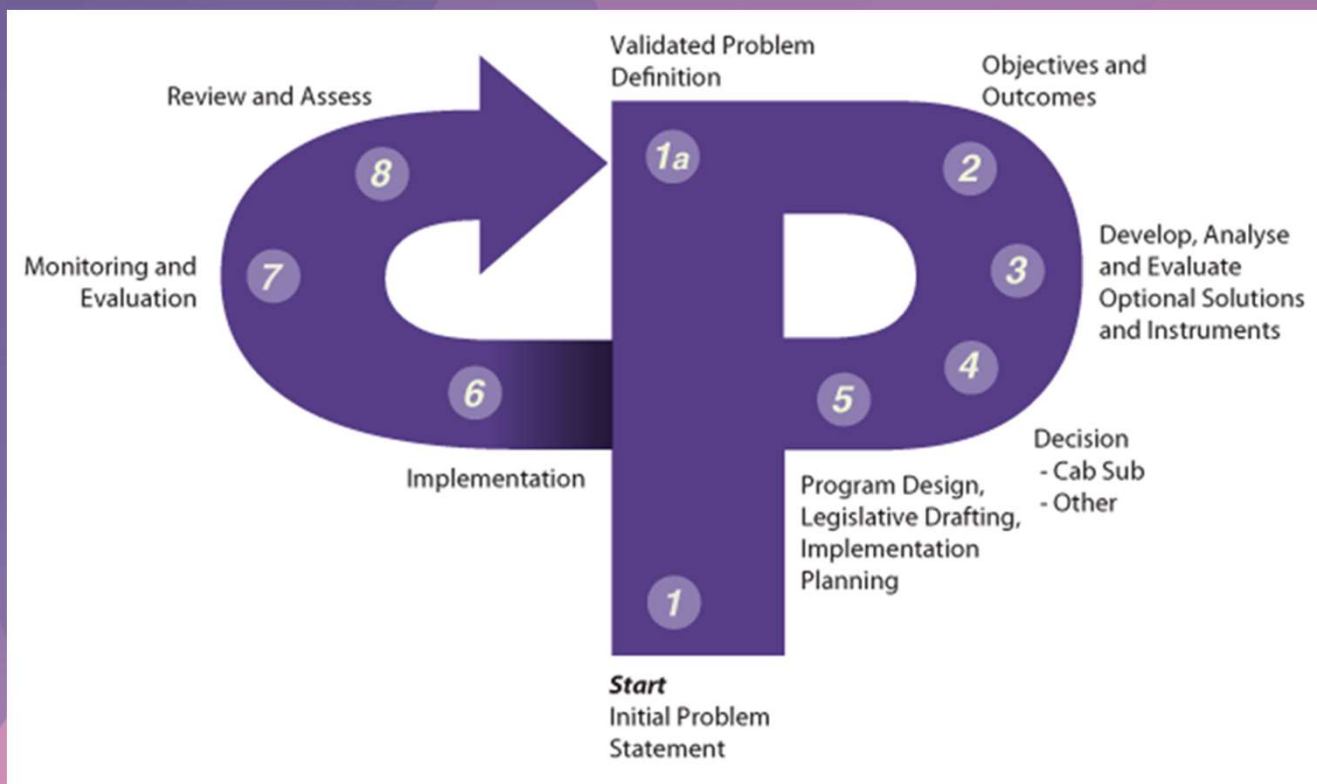 Start
Initial Problem
Statement
1
Validated Problem
Definition
1a
Objectives and
Outcomes
2
Develop, Analyse
and Evaluate
Optional Solutions
and Instruments
3
Decision
- Cab Sub
- Other
4
Program Design,
Legislative Drafting,
Implementation
Planning
5
Implementation
6
Monitoring and
Evaluation
7
Review and Assess
8